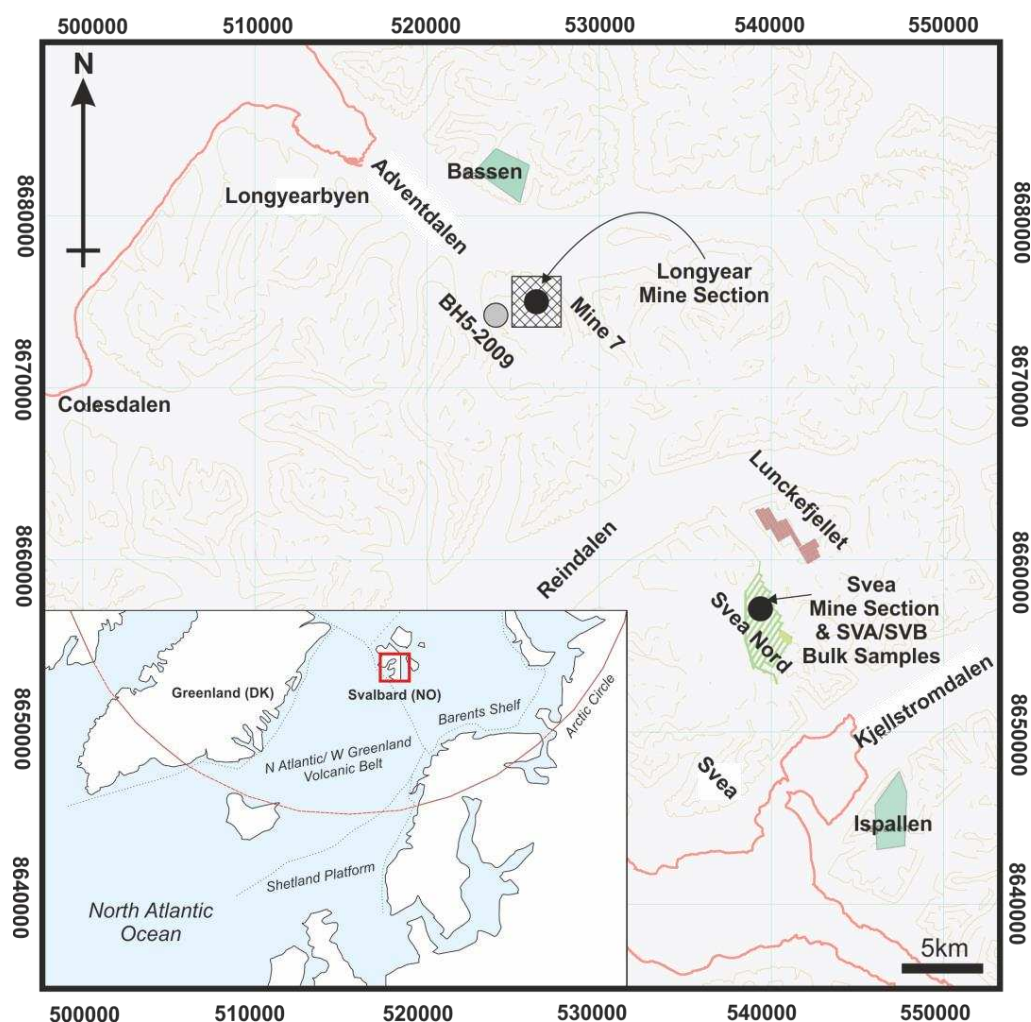 500000 510000 520000 530000 540000 550000
N
Bassen
Adventdalen
Longyearbyen
8680000
8680000
Longyear
Mine Section
Mine 7
BH5-2009
8670000
8670000
Colesdalen
Lunckefjellet
Reindalen
8660000
8660000
Svea
Mine Section
& SVA/SVB
Bulk Samples
Svea Nord
Kjellstromdalen
8650000
8650000
Svea
Ispallen
8640000
8640000
5km
Greenland (DK)
Svalbard (NO)
Barents Shelf
Arctic Circle
N Atlantic/ W Greenland
Volcanic Belt
Shetland Platform
North Atlantic
Ocean
500000 510000 520000 530000 540000 550000